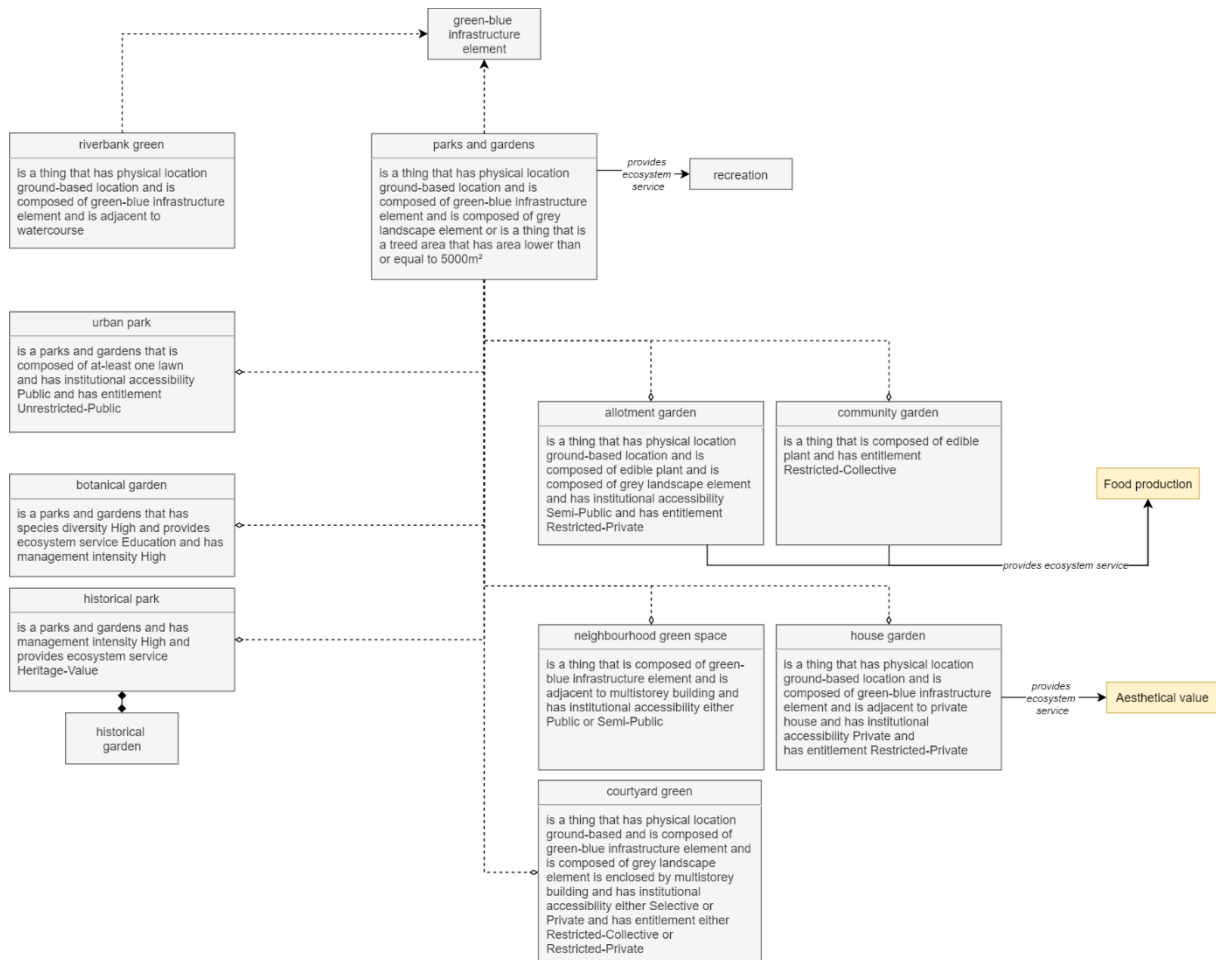 green-blue
infrastructure
element
riverbank green
is a thing that has physical location
ground-based location and is
composed of green-blue infrastructure
element and is adjacent to
watercourse
parks and gardens
is a thing that has physical location
ground-based location and is
composed of green-blue infrastructure
element and is composed of grey
landscape element or is a thing that is
a treed area that has area lower than
or equal to 5000m²
provides
ecosystem
service
recreation
urban park
is a parks and gardens that is
composed of at-least one lawn
and has institutional accessibility
Public and has entitlement
Unrestricted-Public
allotment garden
is a thing that has physical location
ground-based location and is
composed of edible plant and is
composed of grey landscape element
and has institutional accessibility
Semi-Public and has entitlement
Restricted-Private
community garden
is a thing that is composed of edible
plant and has entitlement
Restricted-Collective
botanical garden
is a parks and gardens that has
species diversity High and provides
ecosystem service Education and has
management intensity High
Food production
provides ecosystem service
historical park
is a parks and gardens and has
management intensity High and
provides ecosystem service
Heritage-Value
historical
garden
neighbourhood green space
is a thing that is composed of green-
blue infrastructure element and is
adjacent to multistorey building and
has institutional accessibility either
Public or Semi-Public
house garden
is a thing that has physical location
ground-based location and is
composed of green-blue infrastructure
element and is adjacent to private
house and has institutional
accessibility Private and
has entitlement Restricted-Private
provides
ecosystem
service
Aesthetical value
courtyard green
is a thing that has physical location
ground-based and is composed of
green-blue infrastructure element and
is composed of grey landscape
element is enclosed by multistorey
building and has institutional
accessibility either Selective or
Private and has entitlement either
Restricted-Collective or
Restricted-Private